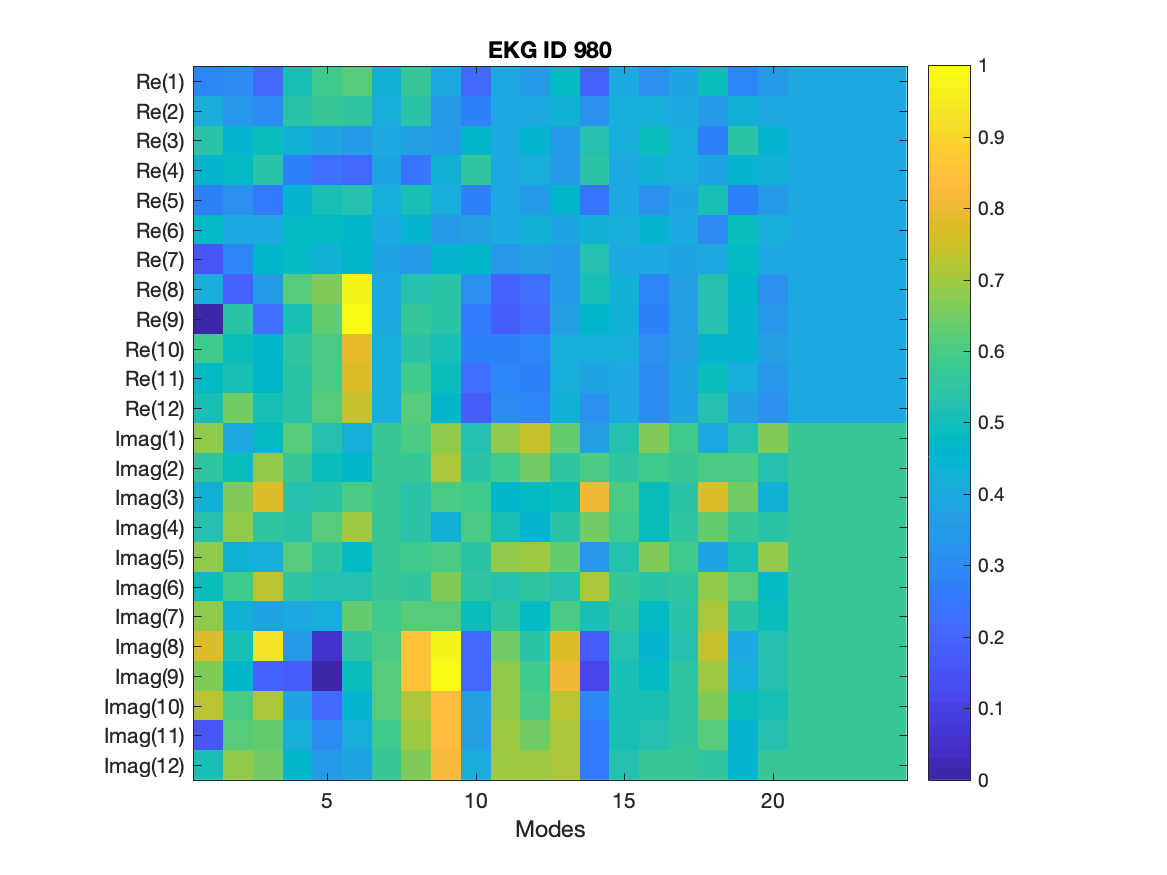 EKG ID 980
Re(1)
Re(2)
Re(3)
Re(4)
Re(5)
Re(6)
Re(7)
Re(8)
Re(9)
Re(10)
Re(11)
Re(12)
Imag(1)
Imag(2)
Imag(3)
Imag(4)
Imag(5)
Imag(6)
Imag(7)
Imag(8)
Imag(9)
Imag(10)
Imag(11)
Imag(12)
5 10 15 20
Modes
1
0.9
0.8
0.7
0.6
0.5
0.4
0.3
0.2
0.1
0